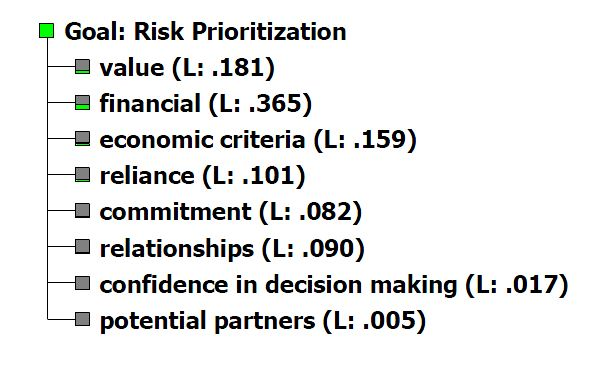 Goal: Risk Prioritization
value (L: .181)
financial (L: .365)
economic criteria (L: .159)
reliance (L: .101)
commitment (L: .082)
relationships (L: .090)
confidence in decision making (L: .017)
potential partners (L: .005)